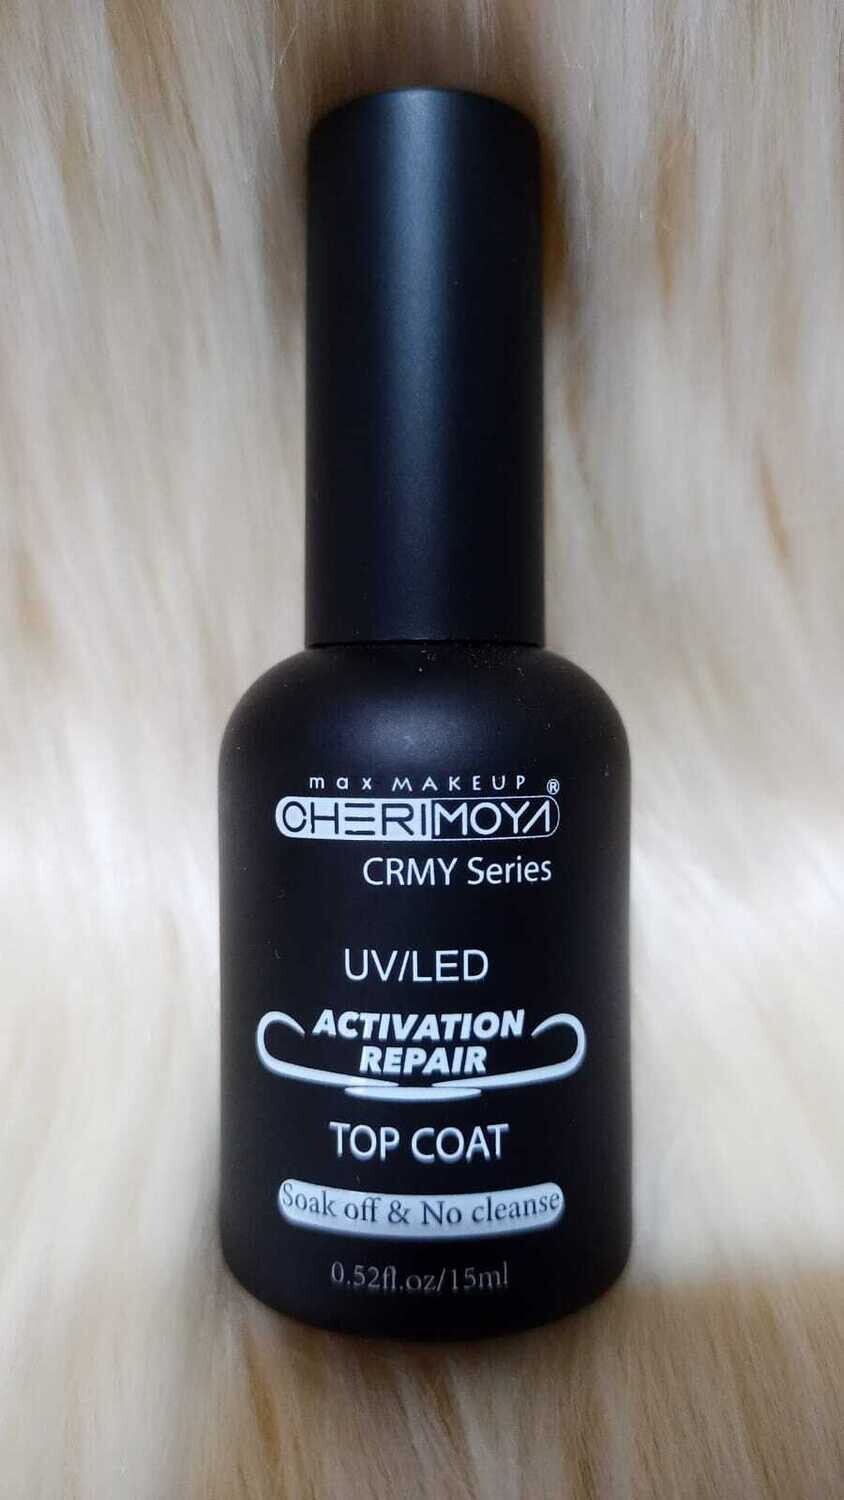 max MAKEUP
CHERIMOYA®
CRMY Series
UV/LED
ACTIVATION
REPAIR
TOP COAT
Soak off & No cleanse
0.52fl.oz/15ml